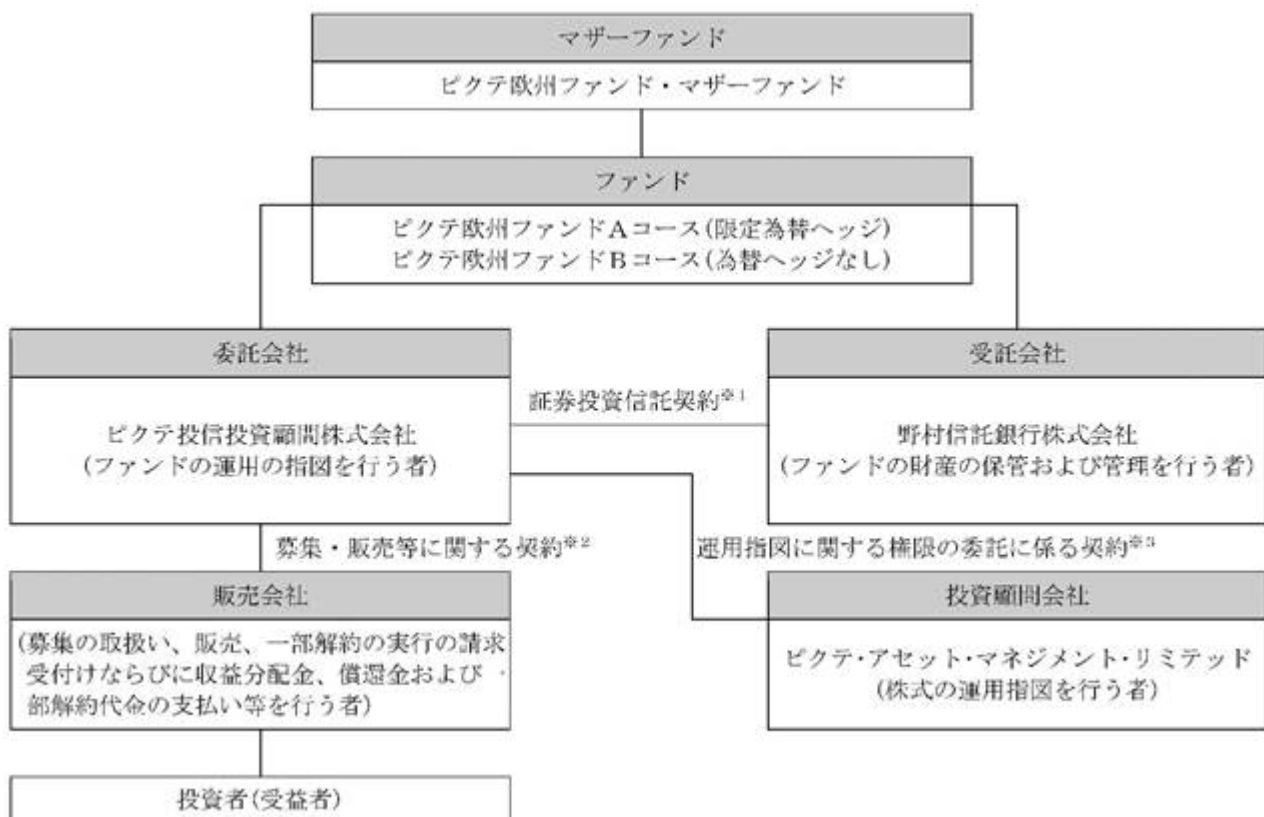 マザーファンド
ピクテ欧州ファンド・マザーファンド
ファンド
ピクテ欧州ファンドAコース(限定為替ヘッジ)
ピクテ欧州ファンドBコース(為替ヘッジなし)
委託会社
ピクテ投信投資顧問株式会社
(ファンドの運用の指図を行う者)
証券投資信託契約※1
受託会社
野村信託銀行株式会社
(ファンドの財産の保管および管理を行う者)
募集・販売等に関する契約※2
運用指図に関する権限の委託に係る契約※3
販売会社
(募集の取扱い、販売、一部解約の実行の請求
受付けならびに収益分配金、償還金および一
部解約代金の支払い等を行う者)
投資顧問会社
ピクテ・アセット・マネジメント・リミテッド
(株式の運用指図を行う者)
投資者(受益者)